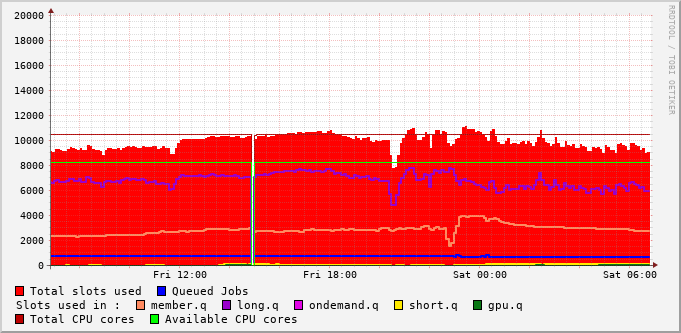 20000
18000
16000
14000
12000
10000
8000
6000
4000
2000
0
Fri 12:00 Fri 18:00 Sat 00:00 Sat 06:00
RRDTOOL / TOBI OETIKER
Total slots used Queued Jobs
Slots used in : member.q long.q ondemand.q short.q gpu.q
Total CPU cores Available CPU cores